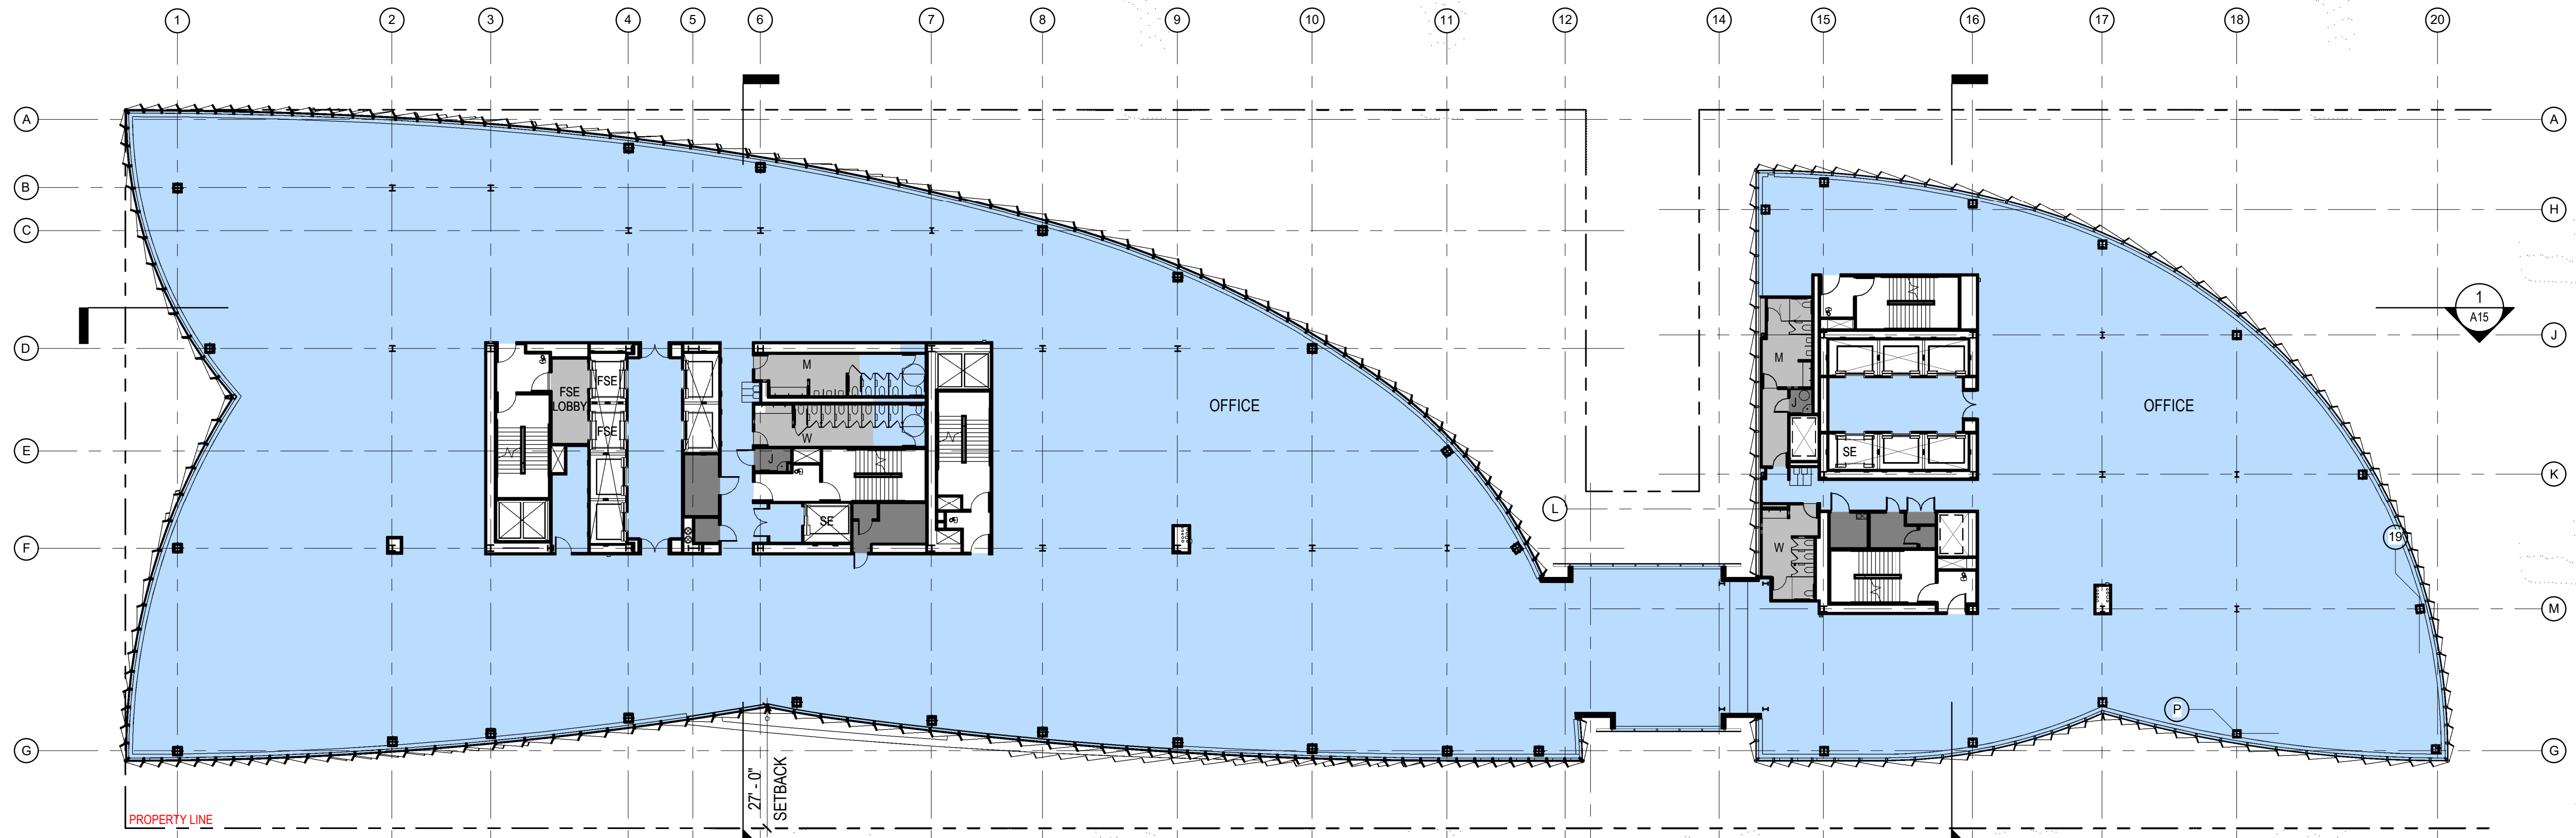 1 2 3 4 5 6 7 8 9 10 11 12 14 15 16 17 18 20
A A
B H
C
D J
1
A15
E K
L
F
19
M
P
G G
FSE
LOBBY
FSE
FSE
M
W
J
SE
OFFICE
M
J
SE
W
OFFICE
27' - 0"
SETBACK
PROPERTY LINE